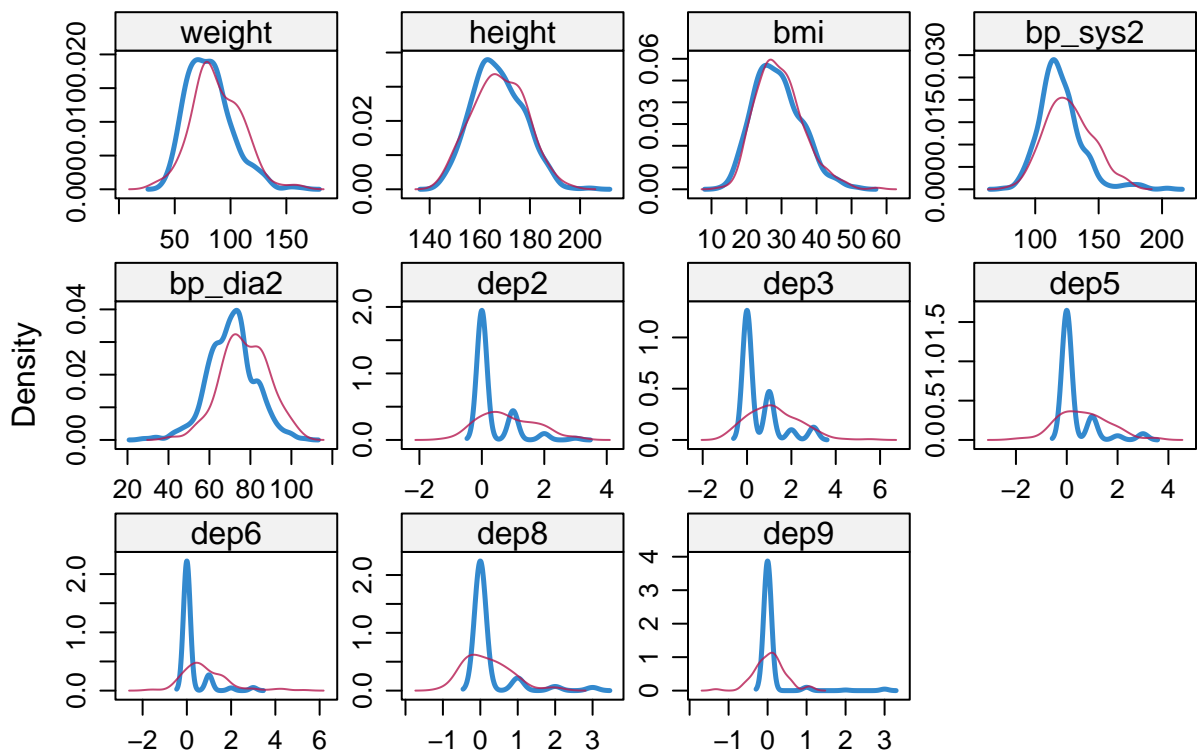 weight height bmi bp_sys2
0.000 0.010 0.020
0.00 0.02
0.00 0.03 0.06
0.000 0.015 0.030
50 100 150
140 160 180 200
10 20 30 40 50 60
100 150 200
Density
bp_dia2 dep2 dep3 dep5
0.00 0.02 0.04
0.0 1.0 2.0
0.0 0.5 1.0
0.0 0.5 1.0 1.5
20 40 60 80 100
−2 0 2 4
−2 0 2 4 6
−2 0 2 4
dep6 dep8 dep9
0.0 1.0 2.0
0.0 1.0 2.0
0 1 2 3 4
−2 0 2 4 6
−1 0 1 2 3
−1 0 1 2 3